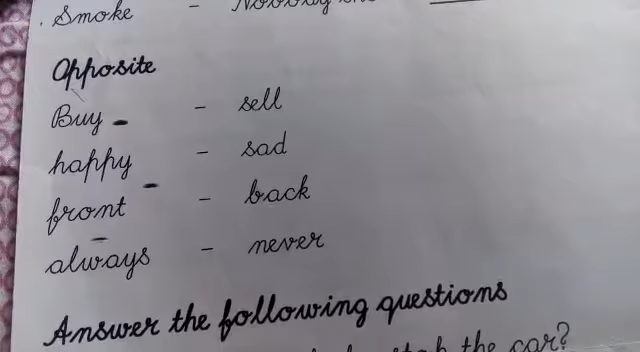 Smoke -
Opposite
Buy - sell
happy - sad
front - back
always - never
Answer the following questions
the car?